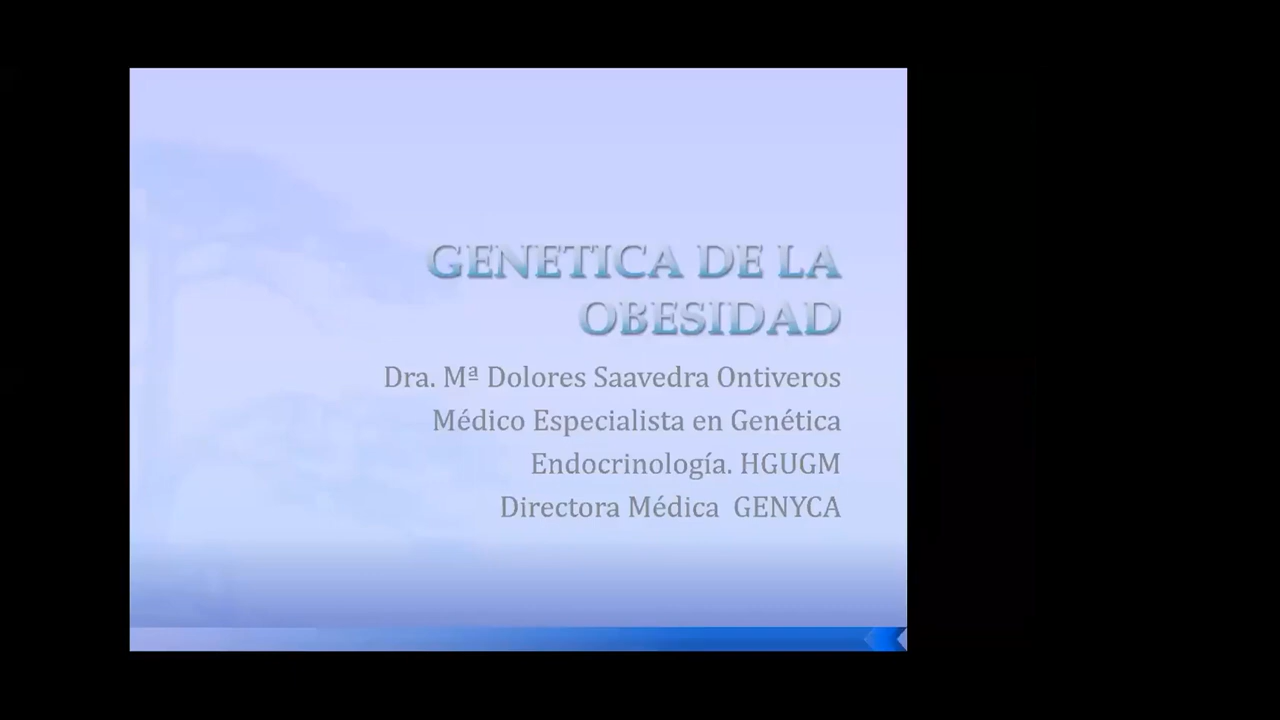 GENETICA DE LA
OBESIDAD
Dra. Mª Dolores Saavedra Ontiveros
Médico Especialista en Genética
Endocrinología. HGUGM
Directora Médica GENYCA